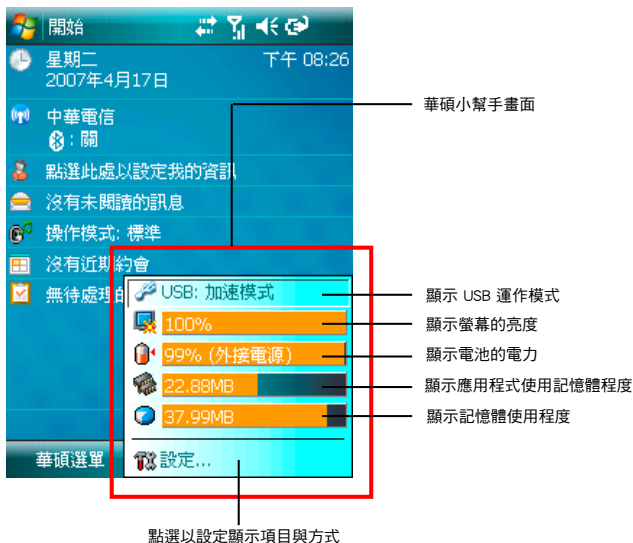 開始
星期二
下午 08:26
2007年4月17日
中華電信
: 關
點選此處以設定我的資訊
沒有未閱讀的訊息
操作模式: 標準
沒有近期約會
無待處理的
USB: 加速模式
100%
99% (外接電源)
22.88MB
37.99MB
設定...
華碩選單
華碩小幫手畫面
顯示 USB 運作模式
顯示螢幕的亮度
顯示電池的電力
顯示應用程式使用記憶體程度
顯示記憶體使用程度
點選以設定顯示項目與方式